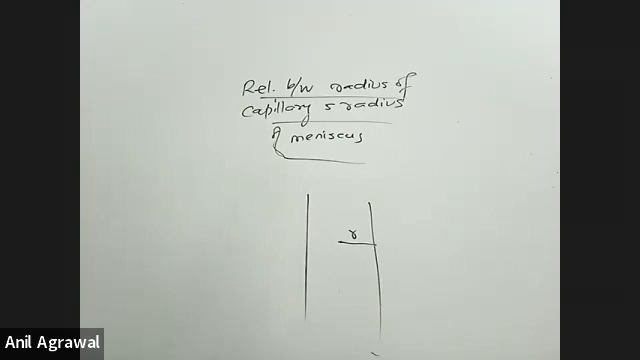 Rel. b/w radius of
Capillary & radius
of meniscus
r
Anil Agrawal